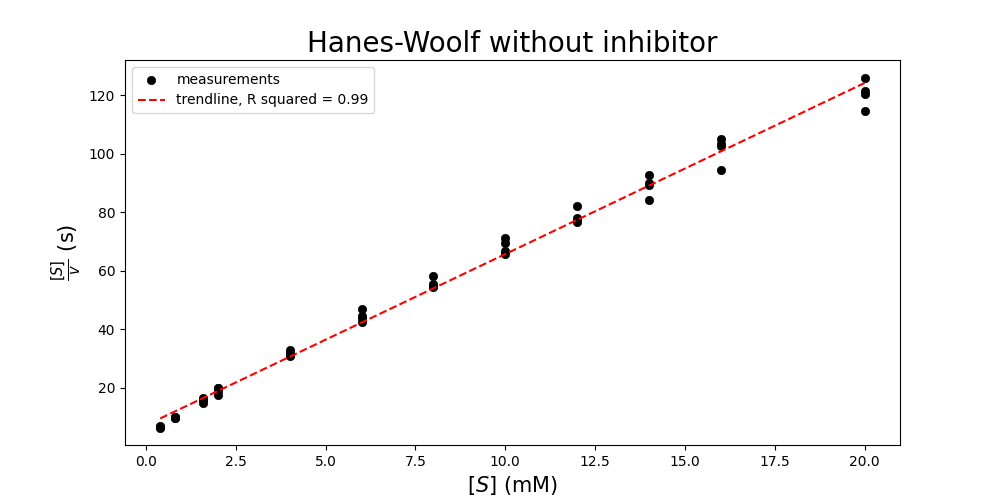 Hanes-Woolf without inhibitor
measurements
trendline, R squared = 0.99
120
100
80
60
40
20
[S]/v (s)
0.0 2.5 5.0 7.5 10.0 12.5 15.0 17.5 20.0
[S] (mM)